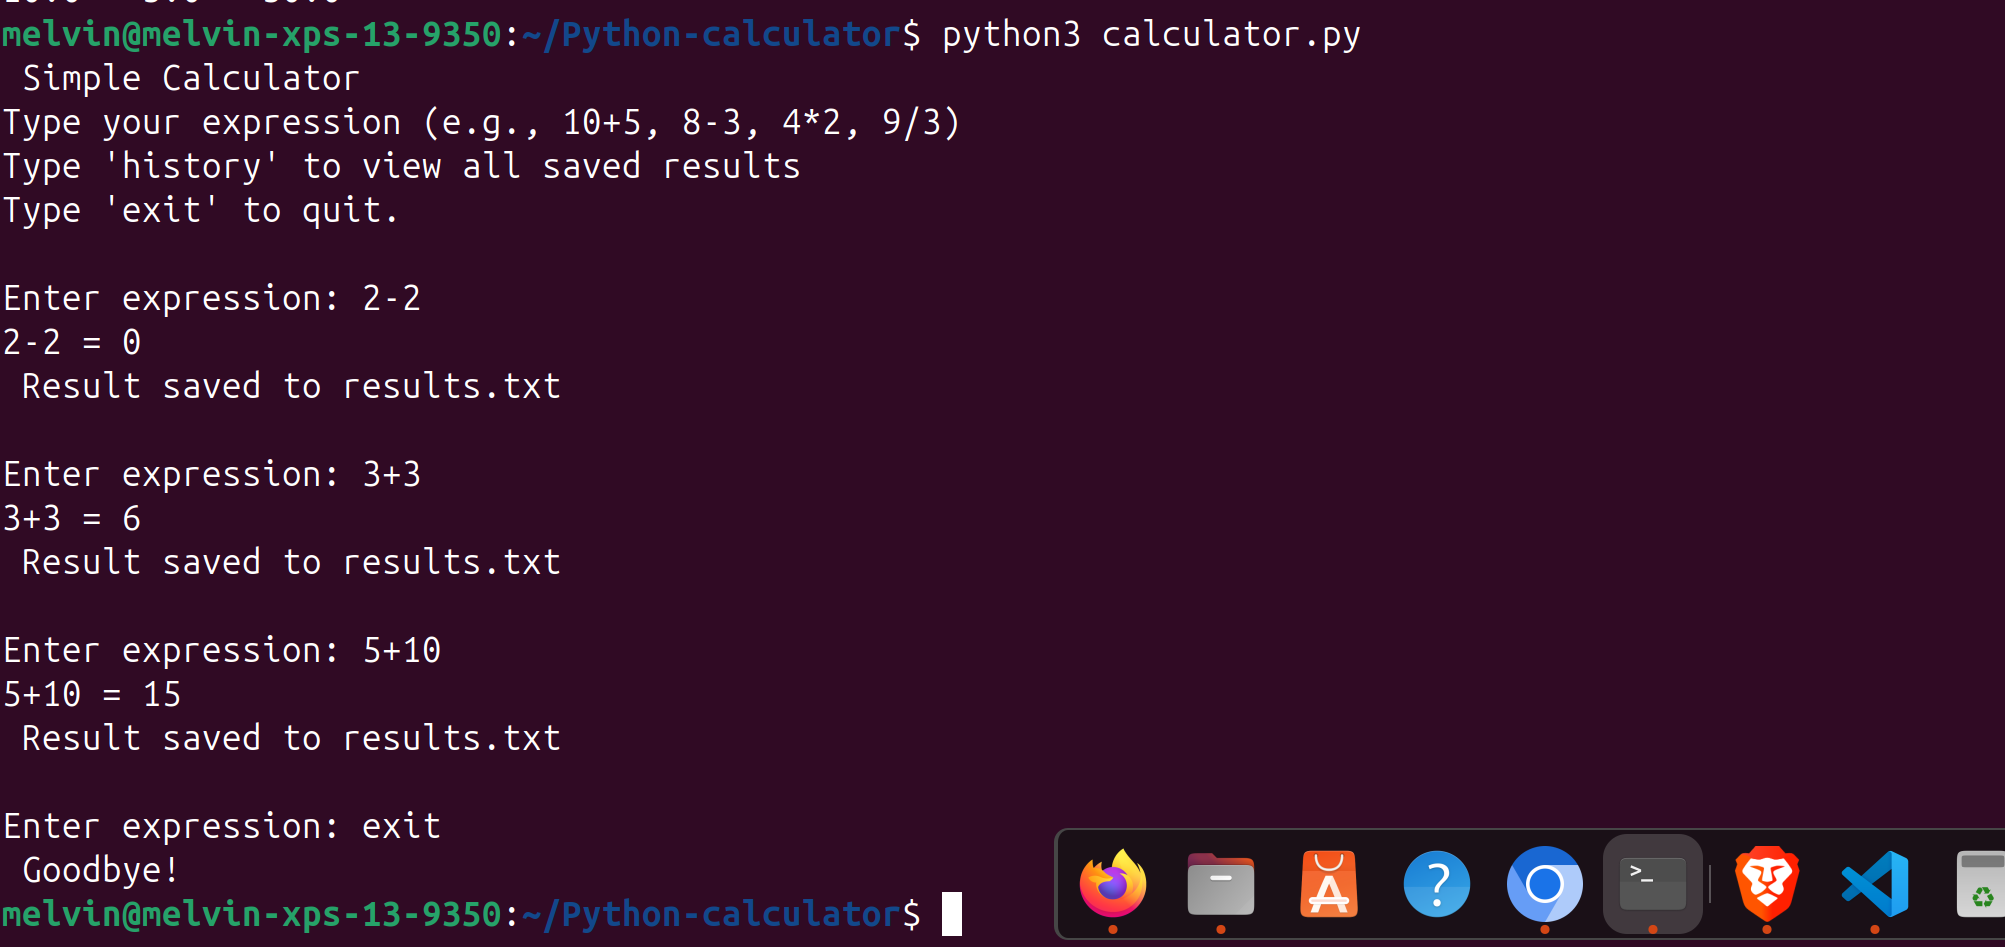 melvin@melvin-xps-13-9350:~/Python-calculator$ python3 calculator.py
Simple Calculator
Type your expression (e.g., 10+5, 8-3, 4*2, 9/3)
Type 'history' to view all saved results
Type 'exit' to quit.
Enter expression: 2-2
2-2 = 0
Result saved to results.txt
Enter expression: 3+3
3+3 = 6
Result saved to results.txt
Enter expression: 5+10
5+10 = 15
Result saved to results.txt
Enter expression: exit
Goodbye!
melvin@melvin-xps-13-9350:~/Python-calculator$